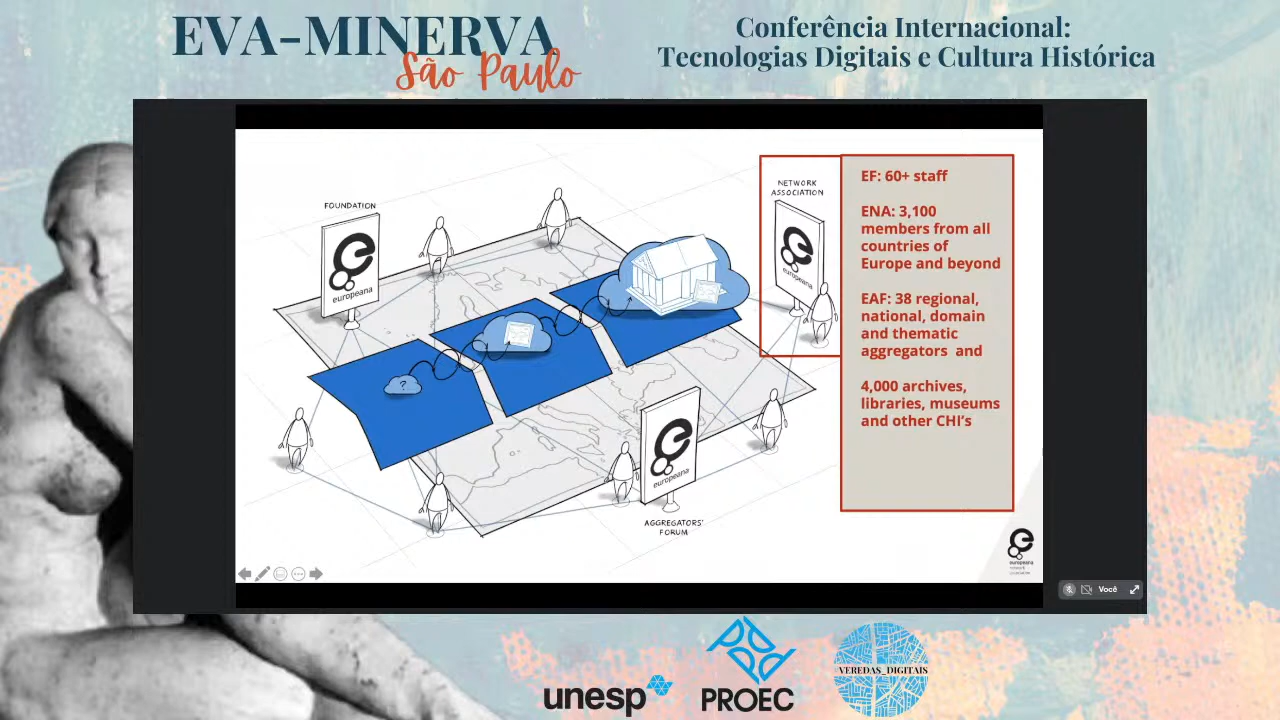 EVA-MINERVA
São Paulo
Conferência Internacional:
Tecnologias Digitais e Cultura Histórica
FOUNDATION
europeana
NETWORK
ASSOCIATION
europeana
EF: 60+ staff
ENA: 3,100
members from all
countries of
Europe and beyond
EAF: 38 regional,
national, domain
and thematic
aggregators and
4,000 archives,
libraries, museums
and other CHI's
?
europeana
AGGREGATORS'
FORUM
europeana
Você
unesp
PROEC
VEREDAS_DIGITAIS